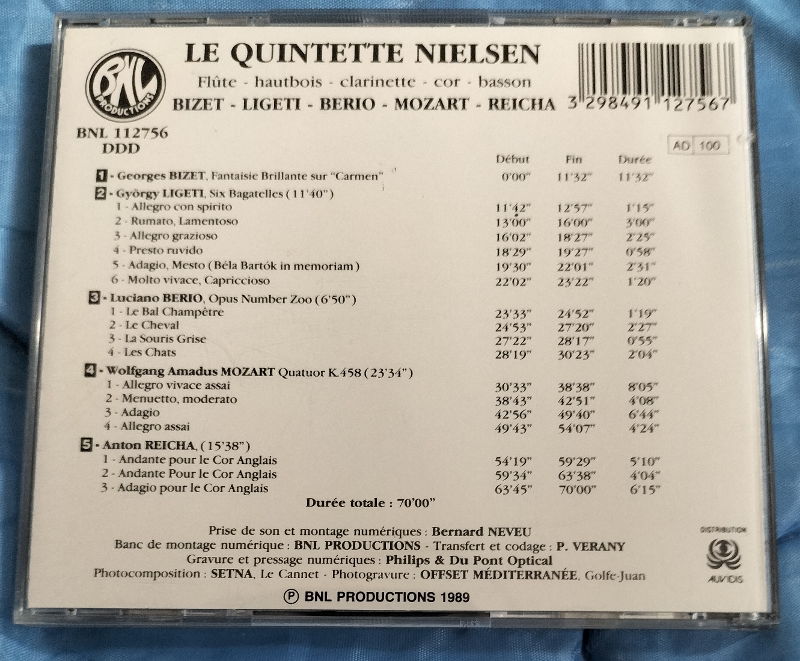 BNL
PRODUCTIONS
LE QUINTETTE NIELSEN
Flûte - hautbois - clarinette - cor - basson
BIZET - LIGETI - BERIO - MOZART - REICHA
3 298491 127567
BNL 112756
DDD
AD 100
Début Fin Durée
1 - Georges BIZET, Fantaisie Brillante sur "Carmen" 0'00" 11'32" 11'32"
2 - György LIGETI, Six Bagatelles (11'40")
1 - Allegro con spirito 11'42" 12'57" 1'15"
2 - Rumato, Lamentoso 13'00" 16'00" 3'00"
3 - Allegro grazioso 16'02" 18'27" 2'25"
4 - Presto ruvido 18'29" 19'27" 0'58"
5 - Adagio, Mesto (Béla Bartók in memoriam) 19'30" 22'01" 2'31"
6 - Molto vivace, Capriccioso 22'02" 23'22" 1'20"
3 - Luciano BERIO, Opus Number Zoo (6'50")
1 - Le Bal Champètre 23'33" 24'52" 1'19"
2 - Le Cheval 24'53" 27'20" 2'27"
3 - La Souris Grise 27'22" 28'17" 0'55"
4 - Les Chats 28'19" 30'23" 2'04"
4 - Wolfgang Amadus MOZART Quatuor K.458 (23'34")
1 - Allegro vivace assai 30'33" 38'38" 8'05"
2 - Menuetto, moderato 38'43" 42'51" 4'08"
3 - Adagio 42'56" 49'40" 6'44"
4 - Allegro assai 49'43" 54'07" 4'24"
5 - Anton REICHA, (15'38")
1 - Andante pour le Cor Anglais 54'19" 59'29" 5'10"
2 - Andante Pour le Cor Anglais 59'34" 63'38" 4'04"
3 - Adagio pour le Cor Anglais 63'45" 70'00" 6'15"
Durée totale : 70'00"
Prise de son et montage numériques : Bernard NEVEU
Banc de montage numérique : BNL PRODUCTIONS - Transfert et codage : P. VERANY
Gravure et pressage numériques : Philips & Du Pont Optical
Photocomposition : SETNA, Le Cannet - Photogravure : OFFSET MÉDITERRANÉE, Golfe-Juan
Ⓟ BNL PRODUCTIONS 1989
DISTRIBUTION
AUVIDIS